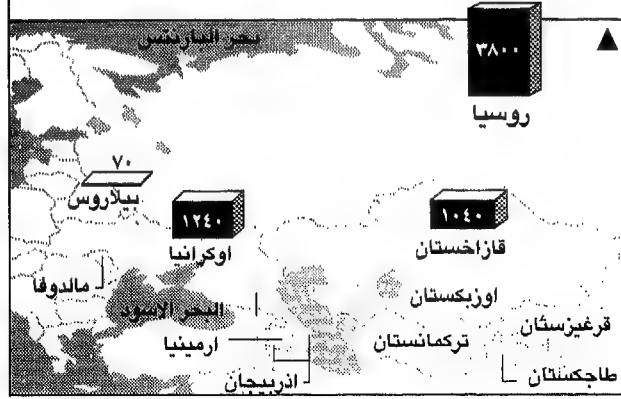 بحر البارنتس
٣٨٠٠
روسيا
٧٠
بيلاروس
١٢٤٠
اوكرانيا
١٠٤٠
قازاخستان
مالدوفا
البحر الاسود
اوزبكستان
قرغيزستان
ارمينيا
تركمانستان
اذربيجان
طاجكستان